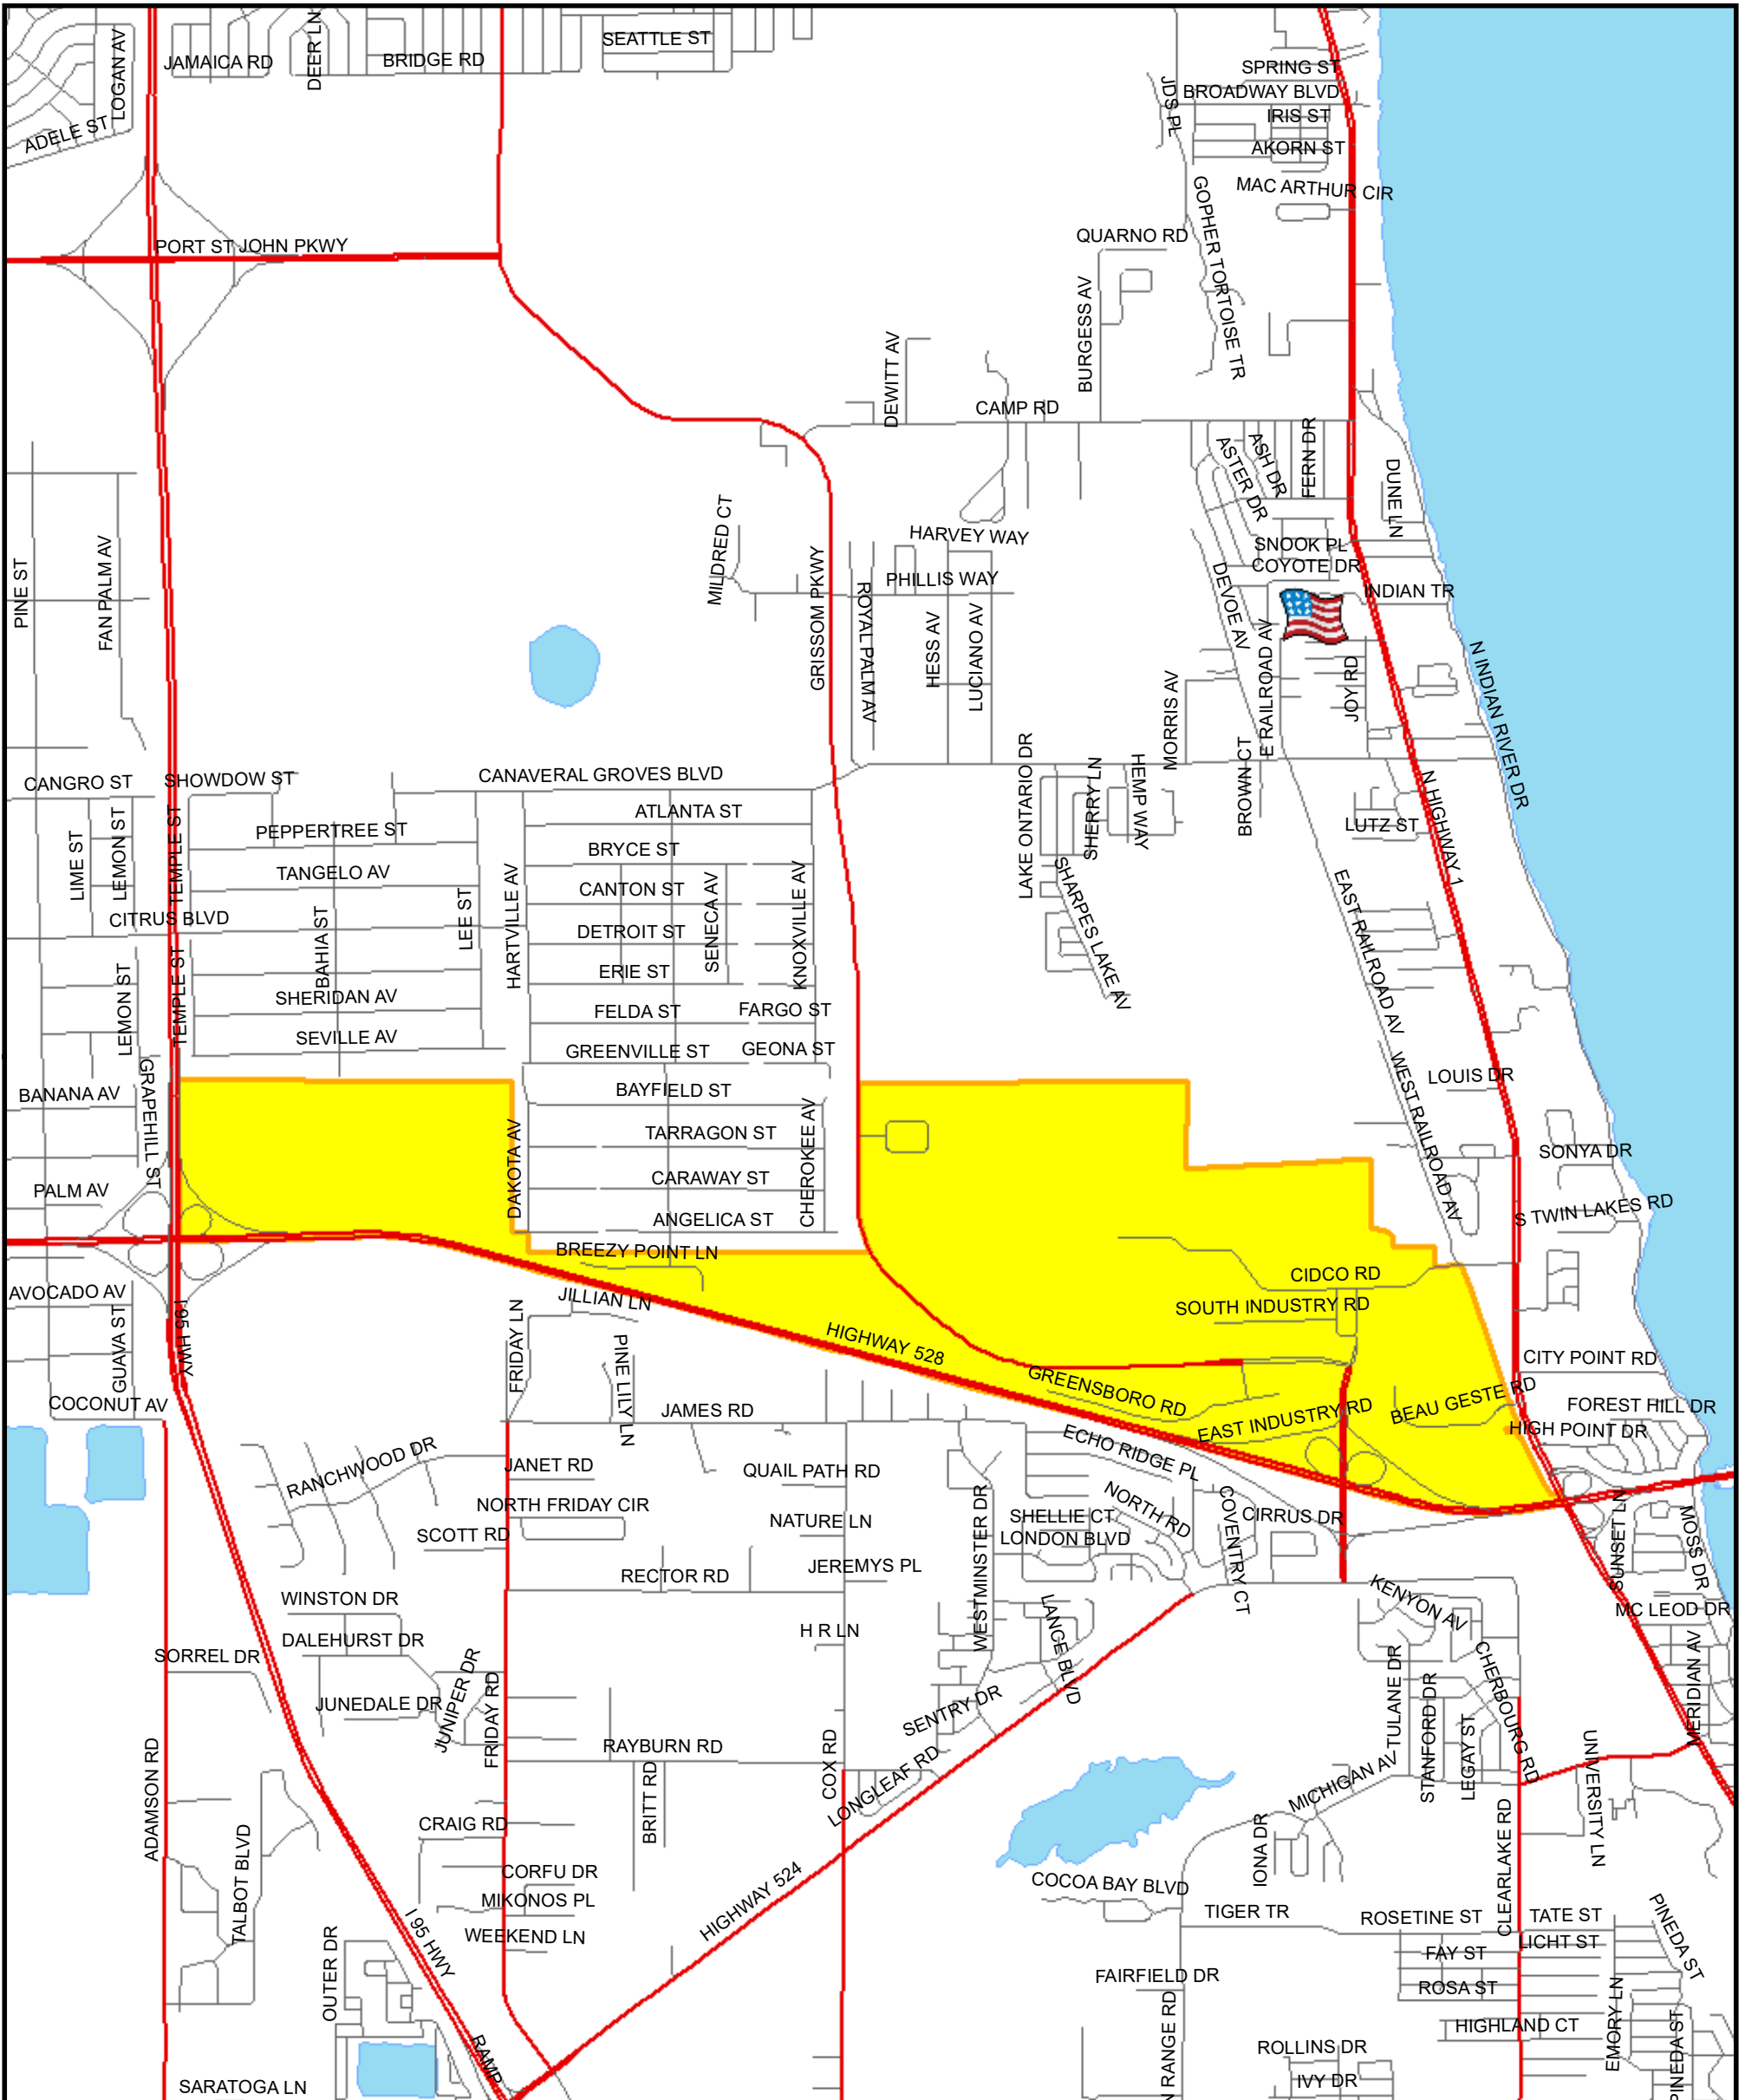 SEATTLE ST
LOGAN AV
JAMAICA RD
DEER LN
BRIDGE RD
SPRING ST
BROADWAY BLVD
JDS PL
IRIS ST
ADELE ST
AKORN ST
MAC ARTHUR CIR
GOPHER TORTOISE TR
QUARNO RD
PORT ST JOHN PKWY
BURGESS AV
DEWITT AV
CAMP RD
ASTER DR
ASH DR
FERN DR
DUNE LN
MILDRED CT
HARVEY WAY
SNOOK PL
COYOTE DR
PINE ST
FAN PALM AV
GRISSOM PKWY
ROYAL PALM AV
PHILLIS WAY
DEVOE AV
INDIAN TR
HESS AV
LUCIANO AV
E RAILROAD AV
JOY RD
N INDIAN RIVER DR
MORRIS AV
CANGRO ST
SHOWDOW ST
CANAVERAL GROVES BLVD
LAKE ONTARIO DR
SHERRY LN
HEMP WAY
BROWN CT
N HIGHWAY 1
ATLANTA ST
LIME ST
LEMON ST
TEMPLE ST
PEPPERTREE ST
BRYCE ST
LUTZ ST
TANGELO AV
CANTON ST
SENECA AV
KNOXVILLE AV
SHARPES LAKE AV
EAST RAILROAD AV
CITRUS BLVD
BAHIA ST
LEE ST
HARTVILLE AV
DETROIT ST
ERIE ST
LEMON ST
TEMPLE ST
SHERIDAN AV
FELDA ST
FARGO ST
SEVILLE AV
GREENVILLE ST
GEONA ST
BANANA AV
GRAPEHILL ST
BAYFIELD ST
WEST RAILROAD AV
LOUIS DR
DAKOTA AV
TARRAGON ST
CHEROKEE AV
SONYA DR
PALM AV
CARAWAY ST
S TWIN LAKES RD
ANGELICA ST
BREEZY POINT LN
CIDCO RD
AVOCADO AV
JILLIAN LN
SOUTH INDUSTRY RD
GUAVA ST
I 95 HWY
FRIDAY LN
PINE LILY LN
HIGHWAY 528
CITY POINT RD
GREENSBORO RD
BEAU GESTE RD
COCONUT AV
JAMES RD
EAST INDUSTRY RD
FOREST HILL DR
HIGH POINT DR
RANCHWOOD DR
JANET RD
QUAIL PATH RD
ECHO RIDGE PL
NORTH FRIDAY CIR
WESTMINSTER DR
NORTH RD
COVENTRY CT
CIRRUS DR
SUNSET LN
MOSS DR
SCOTT RD
NATURE LN
SHELLIE CT
LONDON BLVD
JEREMYS PL
RECTOR RD
WINSTON DR
LANCE BLVD
KENYON AV
MC LEOD DR
H R LN
SORREL DR
DALEHURST DR
JUNIPER DR
FRIDAY RD
TULANE DR
CHERBOURG RD
MERIDIAN AV
JUNEDALE DR
SENTRY DR
STANFORD DR
LEGAY ST
RAYBURN RD
COX RD
LONGLEAF RD
MICHIGAN AV
UNIVERSITY LN
ADAMSON RD
BRITT RD
CRAIG RD
IONA DR
CLEARLAKE RD
TALBOT BLVD
CORFU DR
HIGHWAY 524
COCOA BAY BLVD
MIKONOS PL
I 95 HWY
WEEKEND LN
TIGER TR
ROSETINE ST
TATE ST
PINEDA ST
OUTER DR
LICHT ST
FAY ST
FAIRFIELD DR
ROSA ST
N RANGE RD
HIGHLAND CT
EMORY LN
PINEDA ST
RAMP
ROLLINS DR
IVY DR
SARATOGA LN